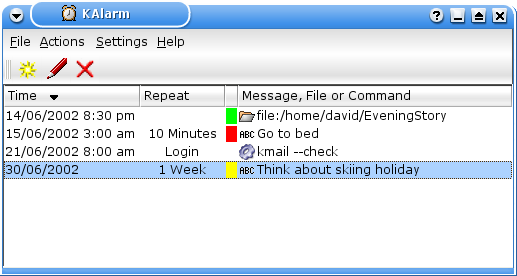 KAlarm
File Actions Settings Help
Time Repeat Message, File or Command
14/06/2002 8:30 pm file:/home/david/EveningStory
15/06/2002 3:00 am 10 Minutes ABC Go to bed
21/06/2002 8:00 am Login kmail --check
30/06/2002 1 Week ABC Think about skiing holiday